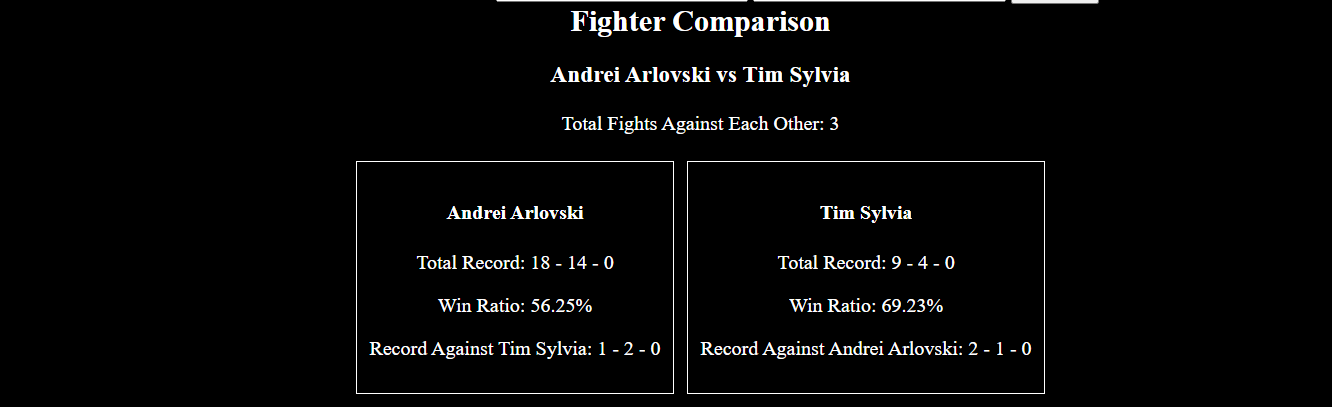 Fighter Comparison
Andrei Arlovski vs Tim Sylvia
Total Fights Against Each Other: 3
Andrei Arlovski
Total Record: 18 - 14 - 0
Win Ratio: 56.25%
Record Against Tim Sylvia: 1 - 2 - 0
Tim Sylvia
Total Record: 9 - 4 - 0
Win Ratio: 69.23%
Record Against Andrei Arlovski: 2 - 1 - 0